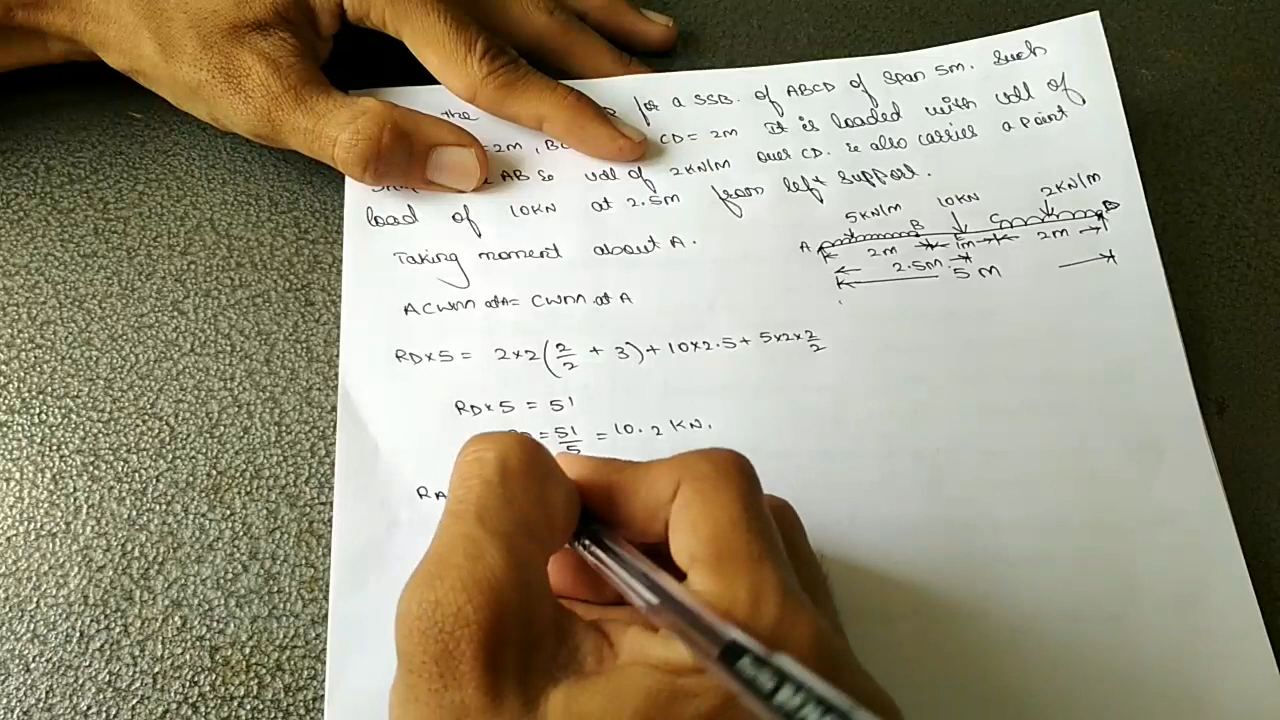 the for a SSB. of ABCD of Span 5m. Such
=2m, CD= 2m It is loaded with udl of
AB & udl of 2KN/M over CD. & also carries a point
load of 10KN at 2.5m from left support.
Taking moment about A.
ACWM at A = CWM at A
RD×5 = 2×2(2/2 + 3)+10×2.5+5×2×2/2
RD×5 = 51
=51/5 = 10.2 KN.
RA
5KN/M 10KN 2KN/M
A B E C D
2m 1m 2m
2.5m
5m